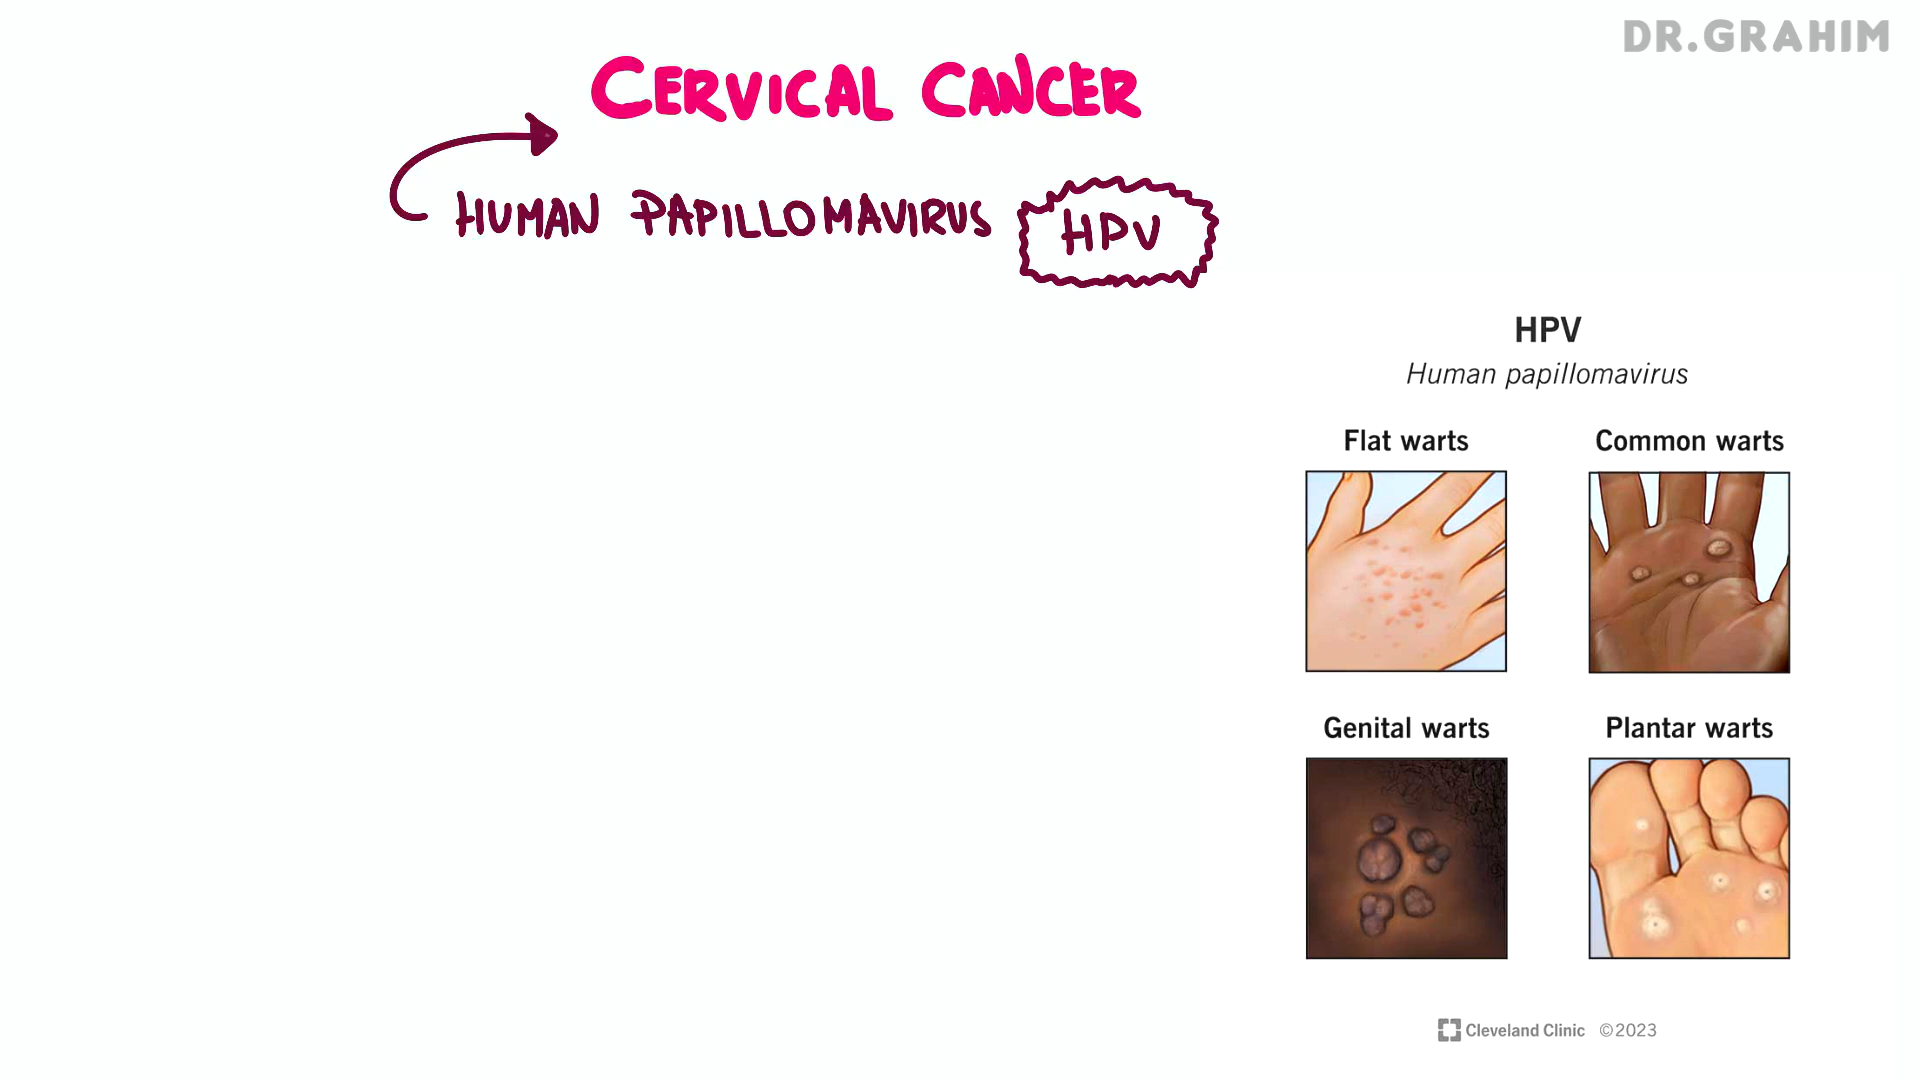 DR.GRAHIM
CERVICAL CANCER
HUMAN PAPILLOMAVIRUS HPV
HPV
Human papillomavirus
Flat warts Common warts
Genital warts Plantar warts
Cleveland Clinic ©2023